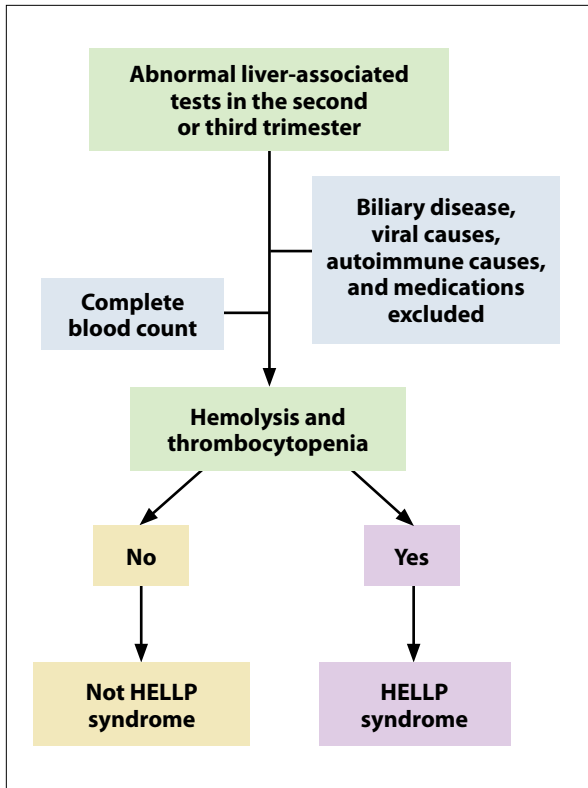 Abnormal liver-associated
tests in the second
or third trimester
Biliary disease,
viral causes,
autoimmune causes,
and medications
excluded
Complete
blood count
Hemolysis and
thrombocytopenia
No
Yes
Not HELLP
syndrome
HELLP
syndrome